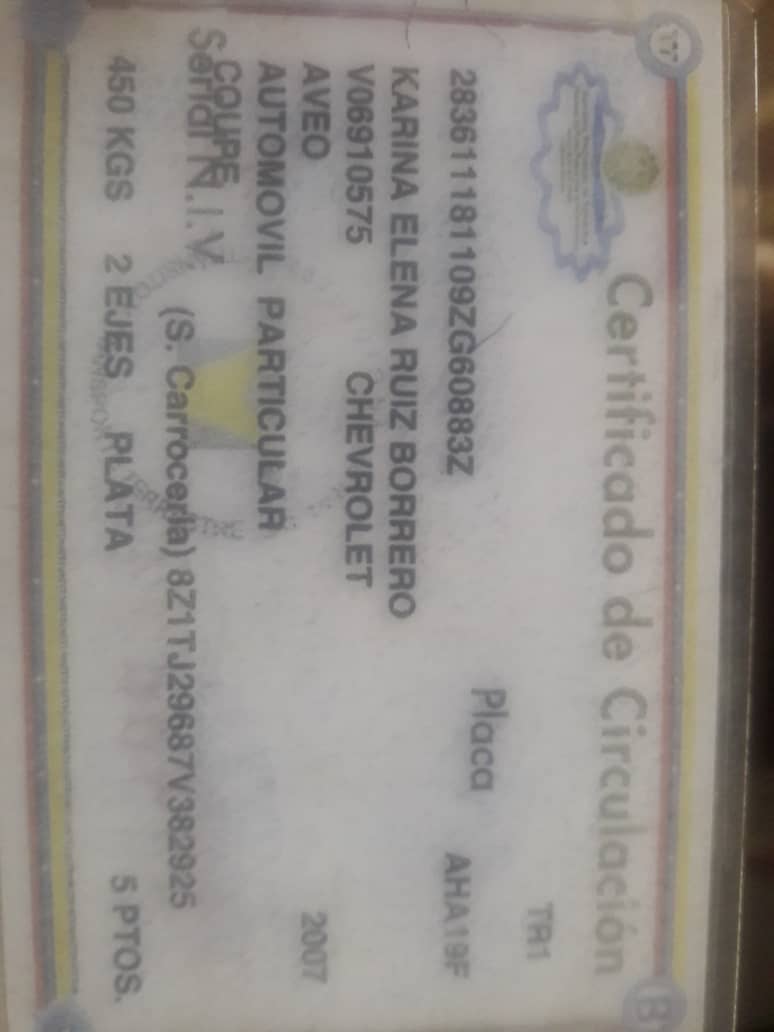 Certificado de Circulación
TR1
Placa
283611181109ZG60883Z AHA19F
KARINA ELENA RUIZ BORRERO
V06910575 CHEVROLET
AVEO 2007
AUTOMOVIL PARTICULAR
COUPE
Serial N.I.V (S. Carrocería) 8Z1TJ29687V382925
450 KGS 2 EJES PLATA 5 PTOS.